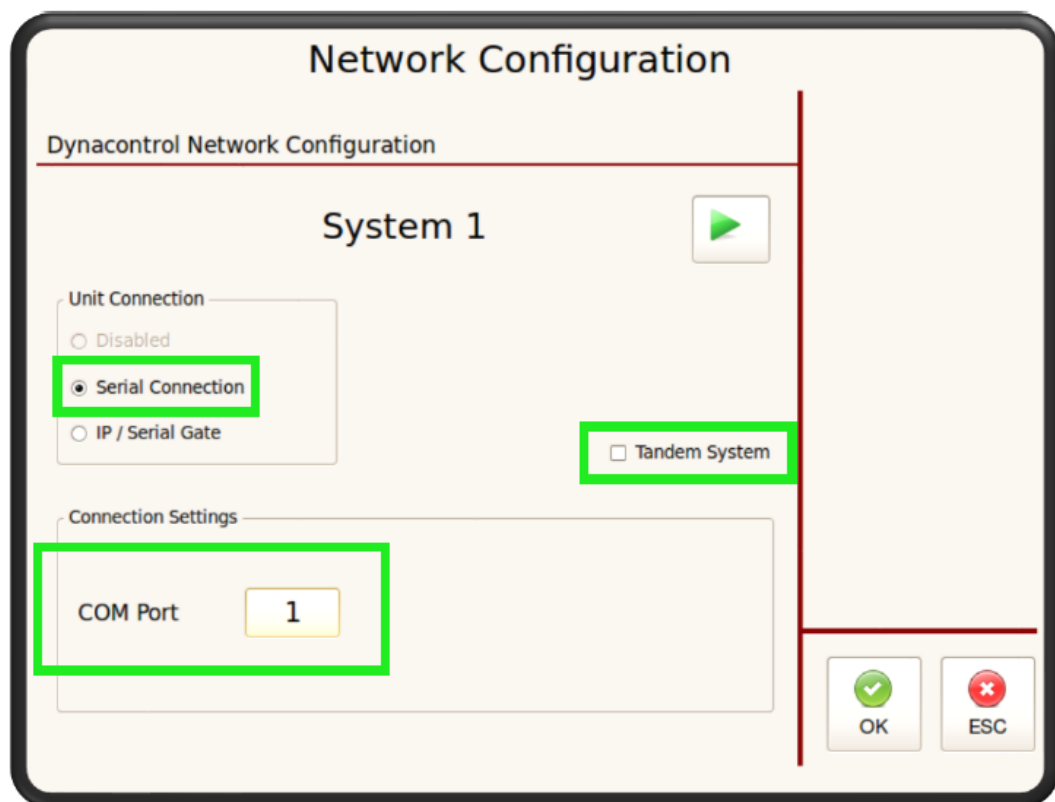 Network Configuration
Dynacontrol Network Configuration
System 1
Unit Connection
Disabled
Serial Connection
IP / Serial Gate
Tandem System
Connection Settings
COM Port 1
OK ESC